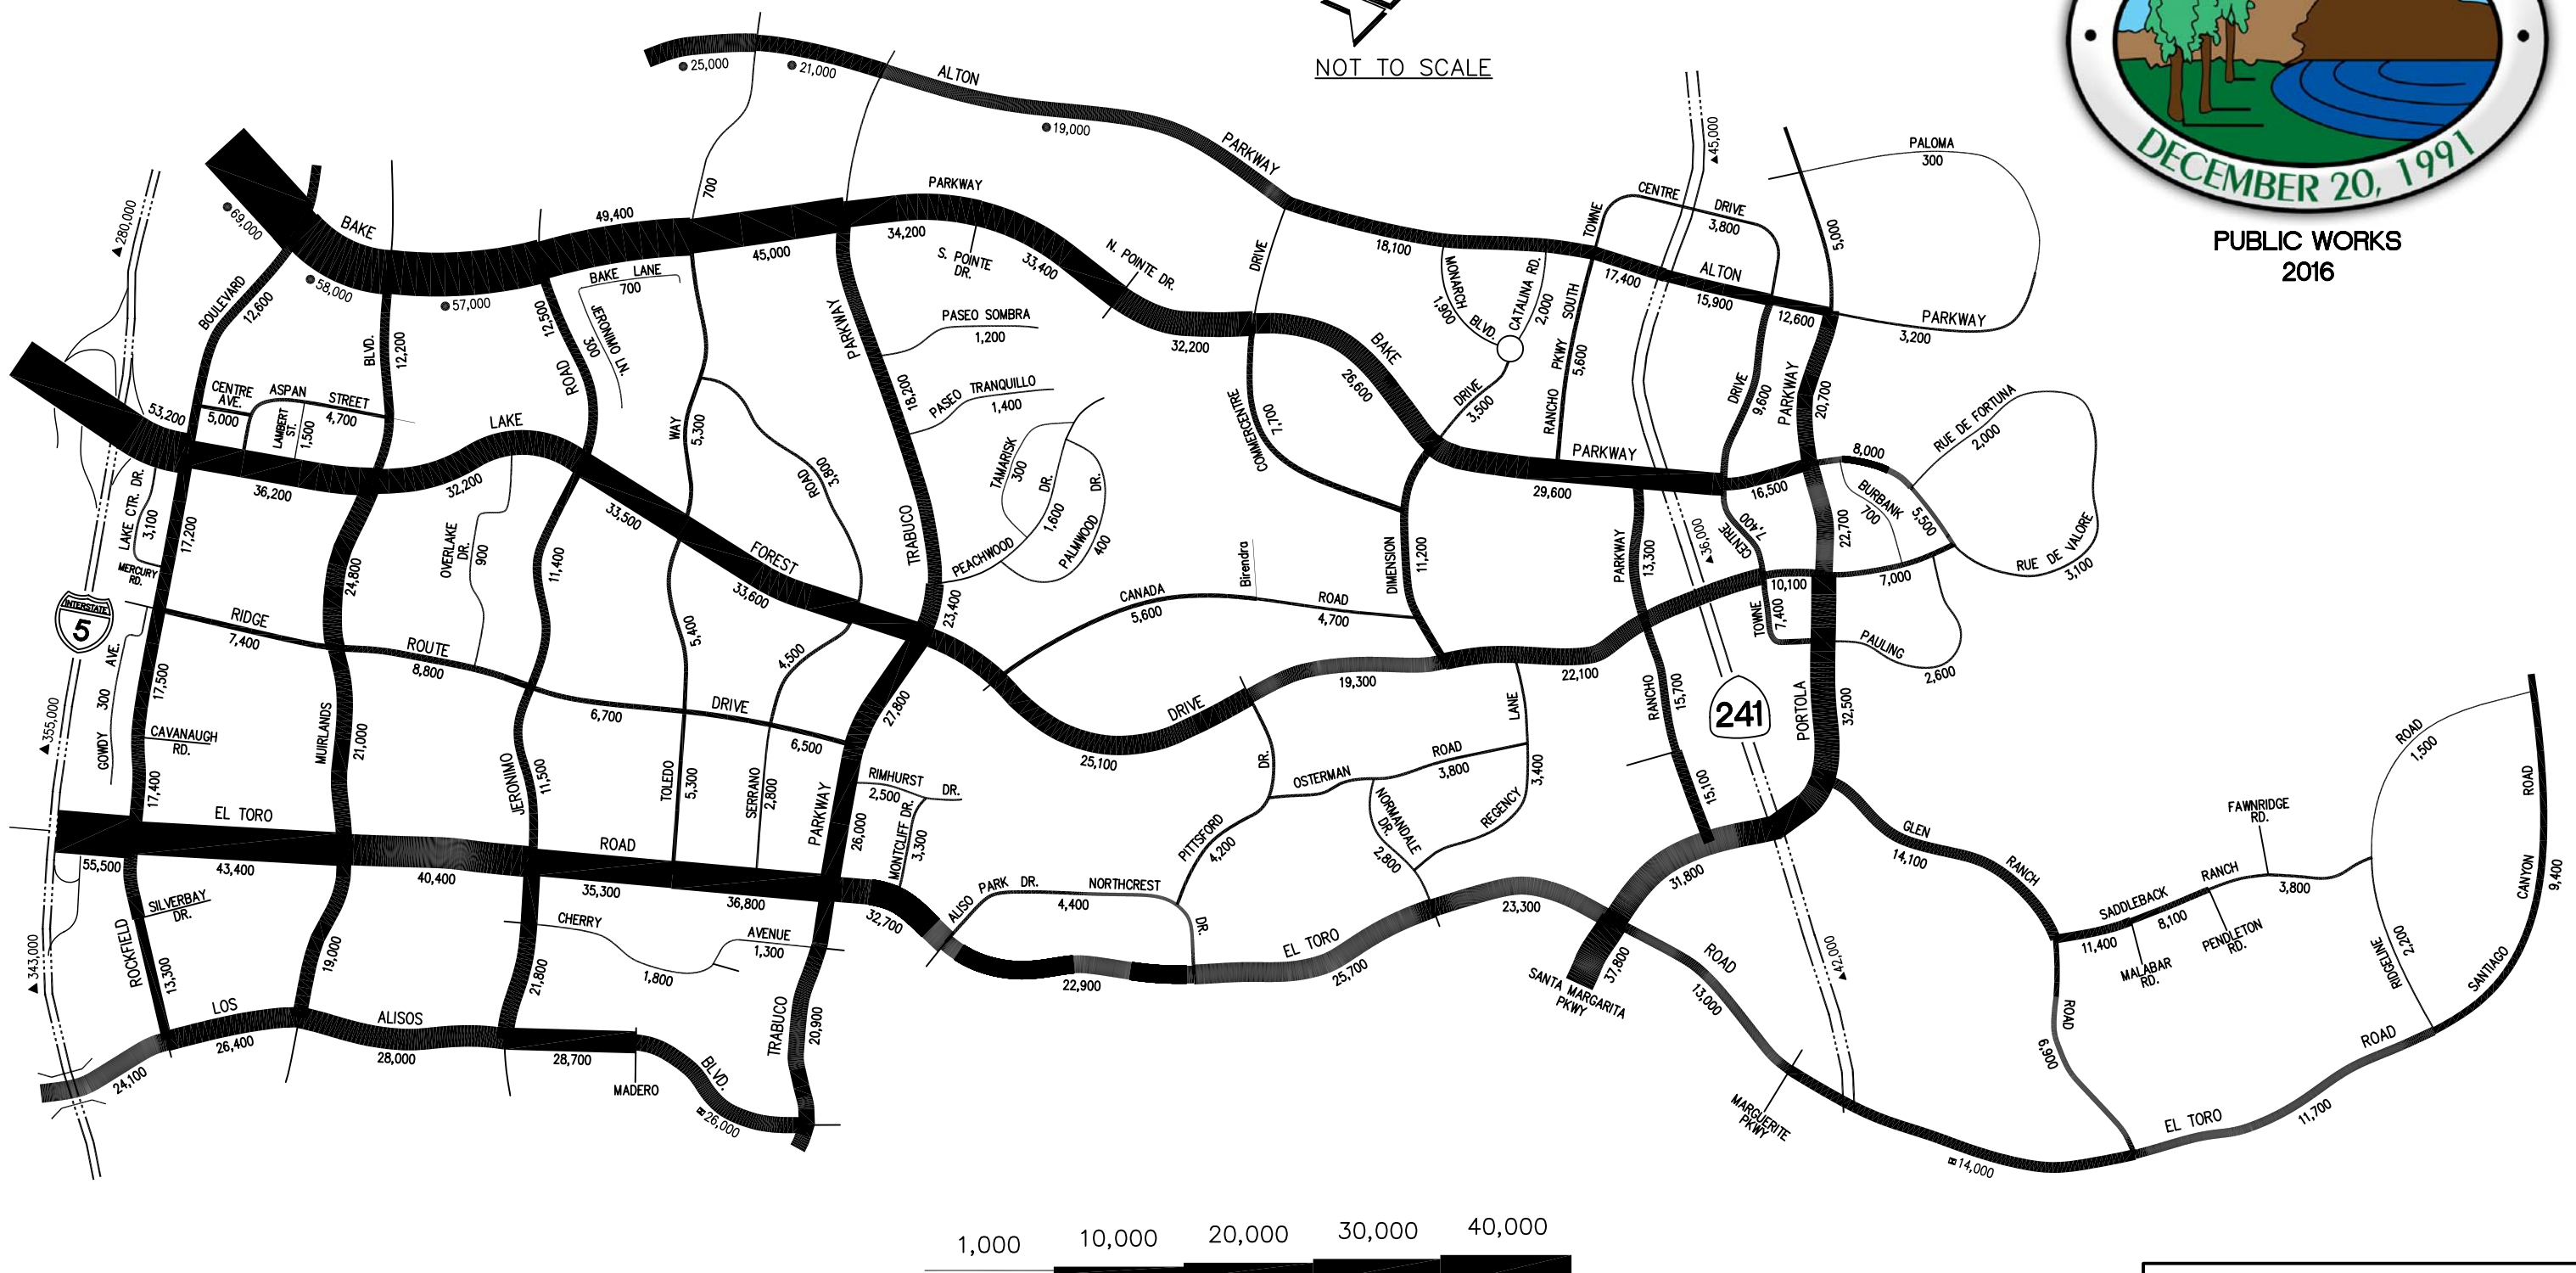 NOT TO SCALE
DECEMBER 20, 1991
PUBLIC WORKS
2016
25,000
21,000
ALTON
19,000
PARKWAY
45,000
PALOMA
300
280,000
69,000
BAKE
58,000
57,000
49,400
700
45,000
PARKWAY
34,200
S. POINTE
DR.
33,400
N. POINTE DR.
32,200
DRIVE
18,100
TOWNE
CENTRE
DRIVE
3,800
17,400
ALTON
15,900
12,600
5,000
PARKWAY
3,200
BOULEVARD
12,600
BLVD.
12,200
12,500
ROAD
BAKE LANE
700
JERONIMO LN.
300
PARKWAY
18,200
PASEO SOMBRA
1,200
PASEO TRANQUILLO
1,400
BAKE
26,600
MONARCH
BLVD.
1,900
CATALINA RD.
2,000
DRIVE
3,500
RANCHO PKWY SOUTH
5,600
PARKWAY
29,600
DRIVE
9,600
PARKWAY
20,700
16,500
8,000
RUE DE FORTUNA
2,000
BURBANK
700
5,500
RUE DE VALORE
3,100
53,200
CENTRE
AVE.
5,000
ASPAN
STREET
4,700
LAMBERT
ST.
1,500
LAKE
36,200
32,200
33,500
WAY
5,300
ROAD
3,800
TRABUCO
TAMARISK
300
DR.
1,600
PEACHWOOD
PALMWOOD DR.
400
COMMERCENTRE
7,700
DIMENSION
11,200
LAKE CTR. DR.
3,100
MERCURY
RD.
17,200
24,800
OVERLAKE
DR.
900
11,400
FOREST
33,600
23,400
CANADA
5,600
Birendra
ROAD
4,700
PARKWAY
13,300
36,000
CENTRE
7,400
10,100
22,700
7,000
TOWNE
7,400
PAULING
2,600
INTERSTATE
5
RIDGE
7,400
ROUTE
8,800
6,700
DRIVE
6,500
5,400
4,500
27,800
DRIVE
25,100
19,300
22,100
RANCHO
15,700
241
PORTOLA
32,500
355,000
GOWDY
300
AVE.
17,500
CAVANAUGH
RD.
17,400
MUIRLANDS
21,000
JERONIMO
11,500
TOLEDO
5,300
SERRANO
2,800
PARKWAY
26,000
RIMHURST DR.
2,500
MONTCLIFF DR.
3,300
DR.
PITTSFORD
4,200
OSTERMAN
ROAD
3,800
NORMANDALE
DR.
2,800
LANE
REGENCY
3,400
15,100
GLEN
14,100
RANCH
FAWNRIDGE
RD.
ROAD
1,500
ROAD
CANYON
9,400
EL TORO
55,500
43,400
40,400
ROAD
35,300
36,800
32,700
ALISO
PARK DR.
4,400
NORTHCREST
DR.
22,900
EL TORO
25,700
23,300
31,800
SANTA MARGARITA
PKWY
37,800
ROAD
13,000
42,000
SADDLEBACK
RANCH
11,400
8,100
3,800
MALABAR
RD.
PENDLETON
RD.
RIDGELINE
2,200
SANTIAGO
343,000
ROCKFIELD
SILVERBAY
DR.
13,300
19,000
21,800
CHERRY
1,800
AVENUE
1,300
TRABUCO
20,900
LOS
24,100
26,400
ALISOS
28,000
28,700
MADERO
BLVD.
26,000
MARGUERITE
PKWY
14,000
ROAD
6,900
EL TORO
11,700
ROAD
1,000
10,000
20,000
30,000
40,000